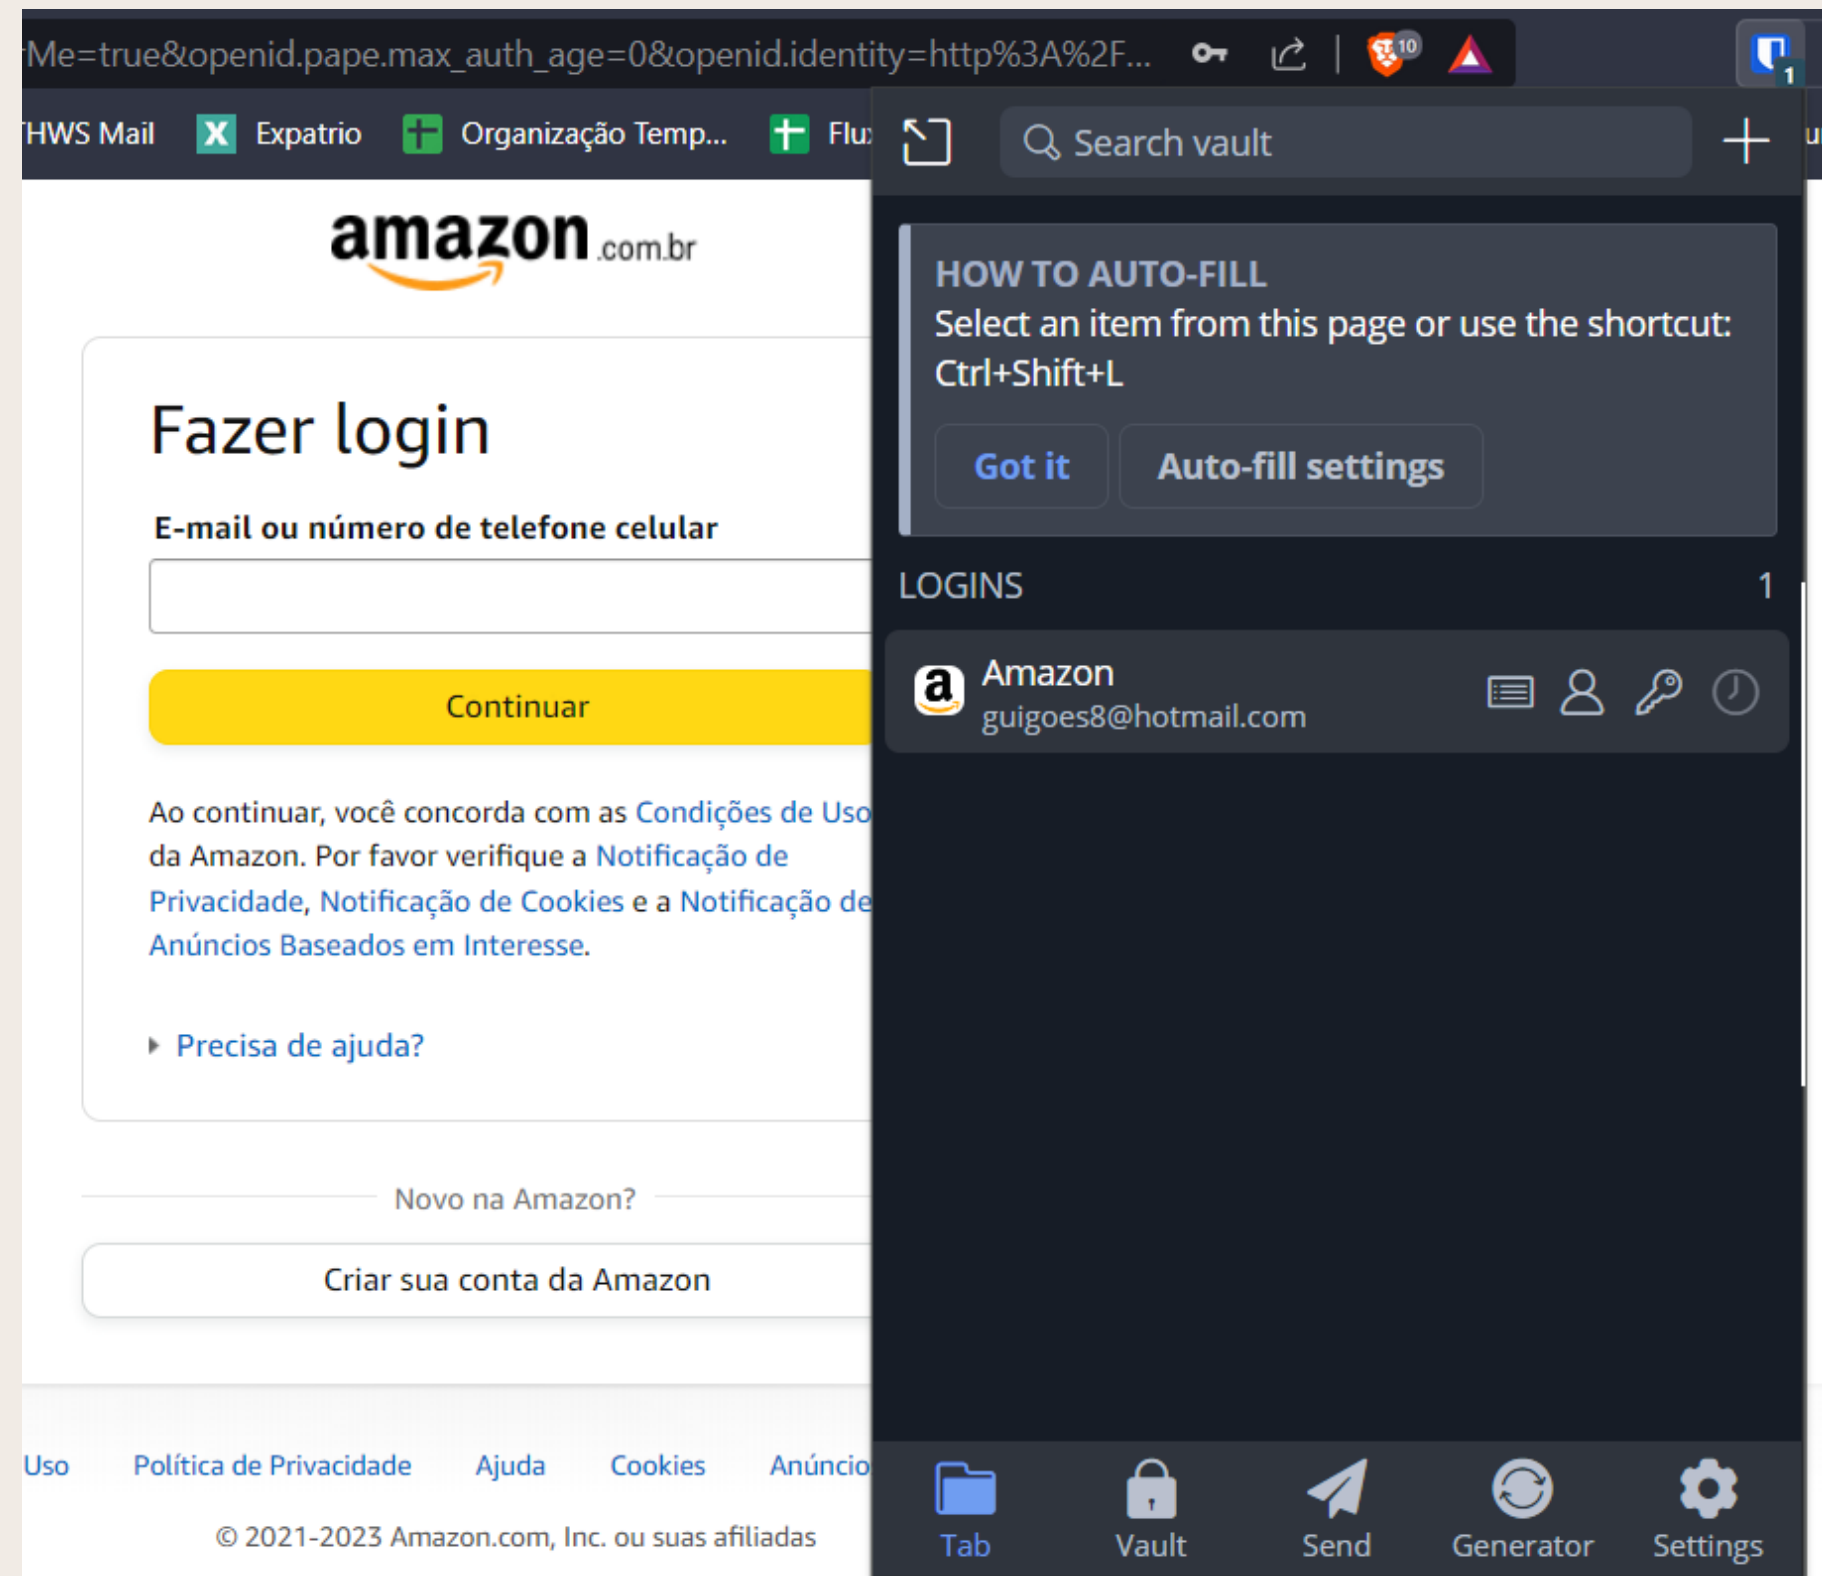 Me=true&openid.pape.max_auth_age=0&openid.identity=http%3A%2F...
10
1
HWS Mail
Expatrio
Organização Temp...
Flu
amazon.com.br
Fazer login
E-mail ou número de telefone celular
Continuar
Ao continuar, você concorda com as Condições de Uso
da Amazon. Por favor verifique a Notificação de
Privacidade, Notificação de Cookies e a Notificação de
Anúncios Baseados em Interesse.
Precisa de ajuda?
Novo na Amazon?
Criar sua conta da Amazon
Uso
Política de Privacidade
Ajuda
Cookies
Anúncio
© 2021-2023 Amazon.com, Inc. ou suas afiliadas
Search vault
HOW TO AUTO-FILL
Select an item from this page or use the shortcut:
Ctrl+Shift+L
Got it
Auto-fill settings
LOGINS 1
Amazon
guigoes8@hotmail.com
Tab
Vault
Send
Generator
Settings